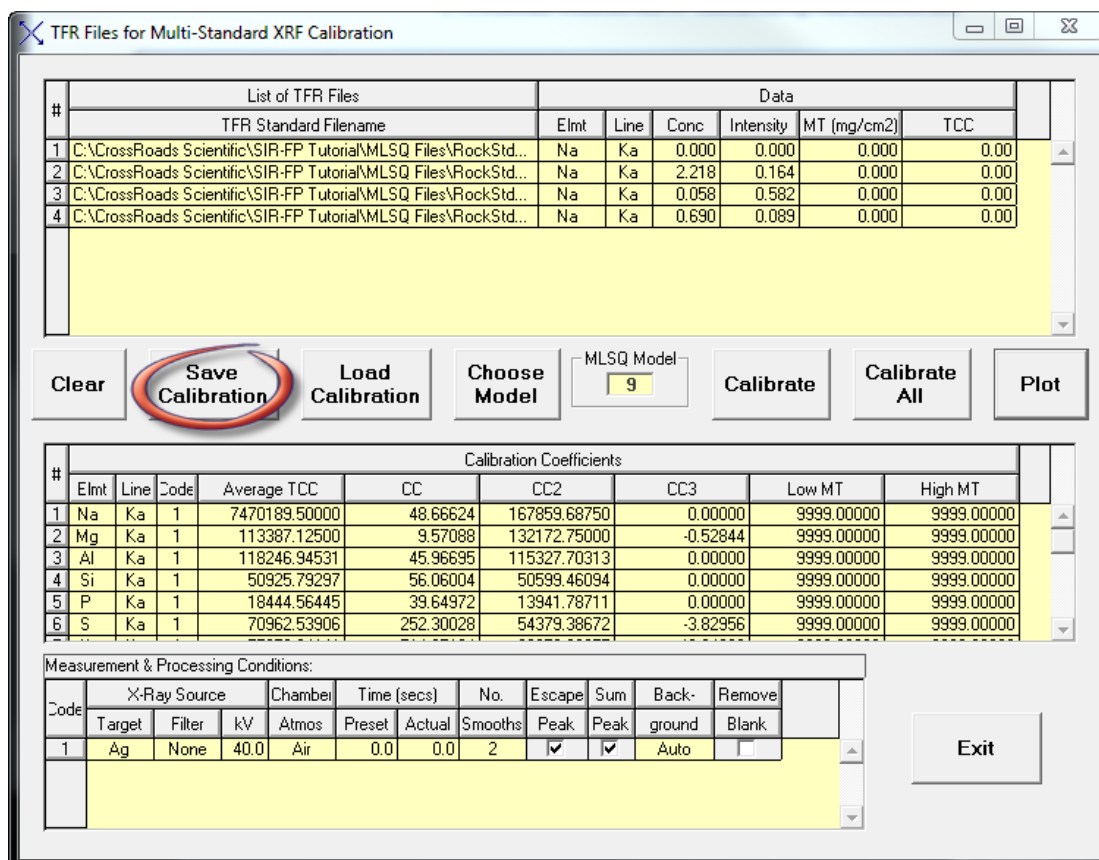 TFR Files for Multi-Standard XRF Calibration
# List of TFR Files Data
TFR Standard Filename Elmt Line Conc Intensity MT (mg/cm2) TCC
1 C:\CrossRoads Scientific\SIR-FP Tutorial\MLSQ Files\RockStd... Na Ka 0.000 0.000 0.000 0.00
2 C:\CrossRoads Scientific\SIR-FP Tutorial\MLSQ Files\RockStd... Na Ka 2.218 0.164 0.000 0.00
3 C:\CrossRoads Scientific\SIR-FP Tutorial\MLSQ Files\RockStd... Na Ka 0.058 0.582 0.000 0.00
4 C:\CrossRoads Scientific\SIR-FP Tutorial\MLSQ Files\RockStd... Na Ka 0.690 0.089 0.000 0.00
Clear
Save
Calibration
Load
Calibration
Choose
Model
MLSQ Model
9
Calibrate
Calibrate
All
Plot
# Calibration Coefficients
Elmt Line Code Average TCC CC CC2 CC3 Low MT High MT
1 Na Ka 1 7470189.50000 48.66624 167859.68750 0.00000 9999.00000 9999.00000
2 Mg Ka 1 113387.12500 9.57088 132172.75000 -0.52844 9999.00000 9999.00000
3 Al Ka 1 118246.94531 45.96695 115327.70313 0.00000 9999.00000 9999.00000
4 Si Ka 1 50925.79297 56.06004 50599.46094 0.00000 9999.00000 9999.00000
5 P Ka 1 18444.56445 39.64972 13941.78711 0.00000 9999.00000 9999.00000
6 S Ka 1 70962.53906 252.30028 54379.38672 -3.82956 9999.00000 9999.00000
Measurement & Processing Conditions:
Code X-Ray Source Chamber Time (secs) No. Escape Sum Back- Remove
Target Filter kV Atmos Preset Actual Smooths Peak Peak ground Blank
1 Ag None 40.0 Air 0.0 0.0 2 Auto
Exit